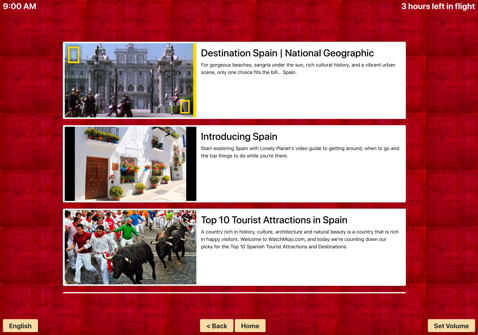 9:00 AM
3 hours left in flight
Destination Spain | National Geographic
For gorgeous beaches, sangria under the sun, rich cultural history, and a vibrant urban
scene, only one choice fits the bill... Spain.
Introducing Spain
Start exploring Spain with Lonely Planet's video guide to getting around, when to go and
the top things to do while you're there.
Top 10 Tourist Attractions in Spain
A country rich in history, culture, architecture and natural beauty is a country that is rich
in happy visitors. Welcome to WatchMojo.com, and today we're counting down our
picks for the Top 10 Spanish Tourist Attractions and Destinations.
English
< Back
Home
Set Volume